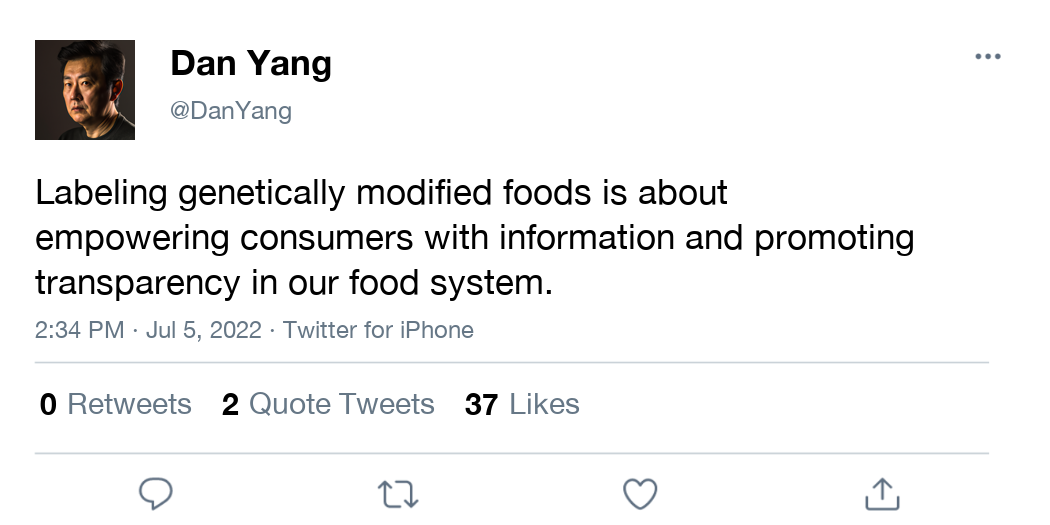 Dan Yang
@DanYang
Labeling genetically modified foods is about
empowering consumers with information and promoting
transparency in our food system.
2:34 PM · Jul 5, 2022 · Twitter for iPhone
0 Retweets 2 Quote Tweets 37 Likes